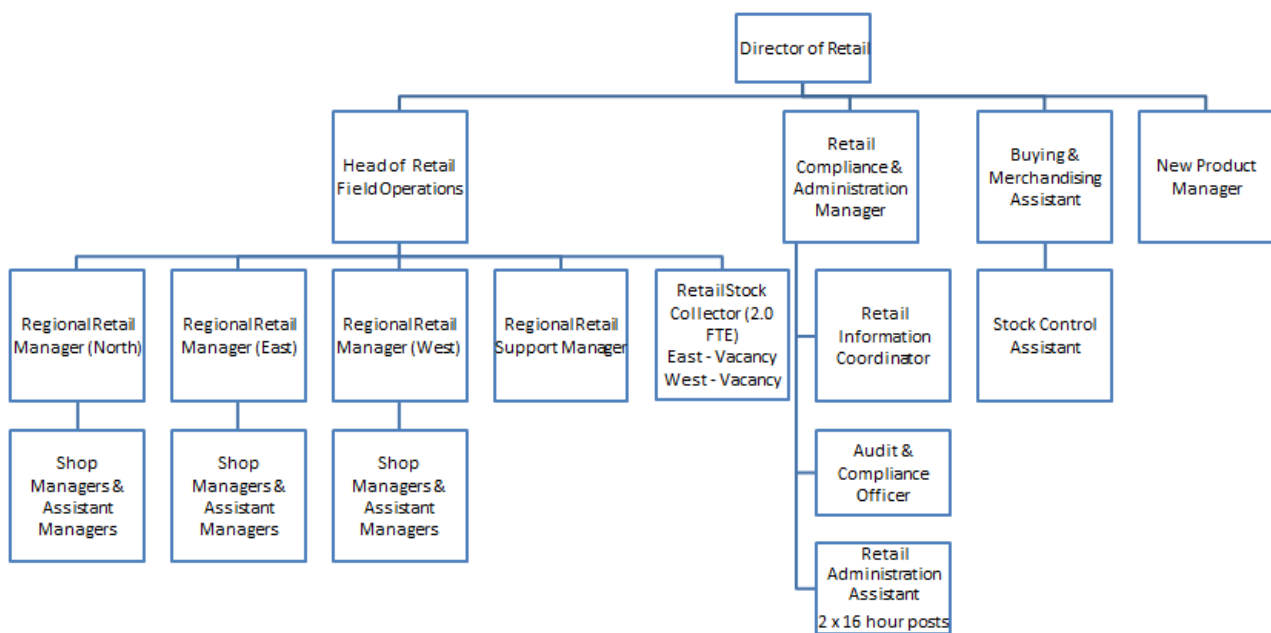 Director of Retail
Head of Retail
Field Operations
Retail
Compliance &
Administration
Manager
Buying &
Merchandising
Assistant
New Product
Manager
Regional Retail
Manager (North)
Regional Retail
Manager (East)
Regional Retail
Manager (West)
Regional Retail
Support Manager
Retail Stock
Collector (2.0
FTE)
East - Vacancy
West - Vacancy
Retail
Information
Coordinator
Stock Control
Assistant
Shop
Managers &
Assistant
Managers
Shop
Managers &
Assistant
Managers
Shop
Managers &
Assistant
Managers
Audit &
Compliance
Officer
Retail
Administration
Assistant
2 x 16 hour posts